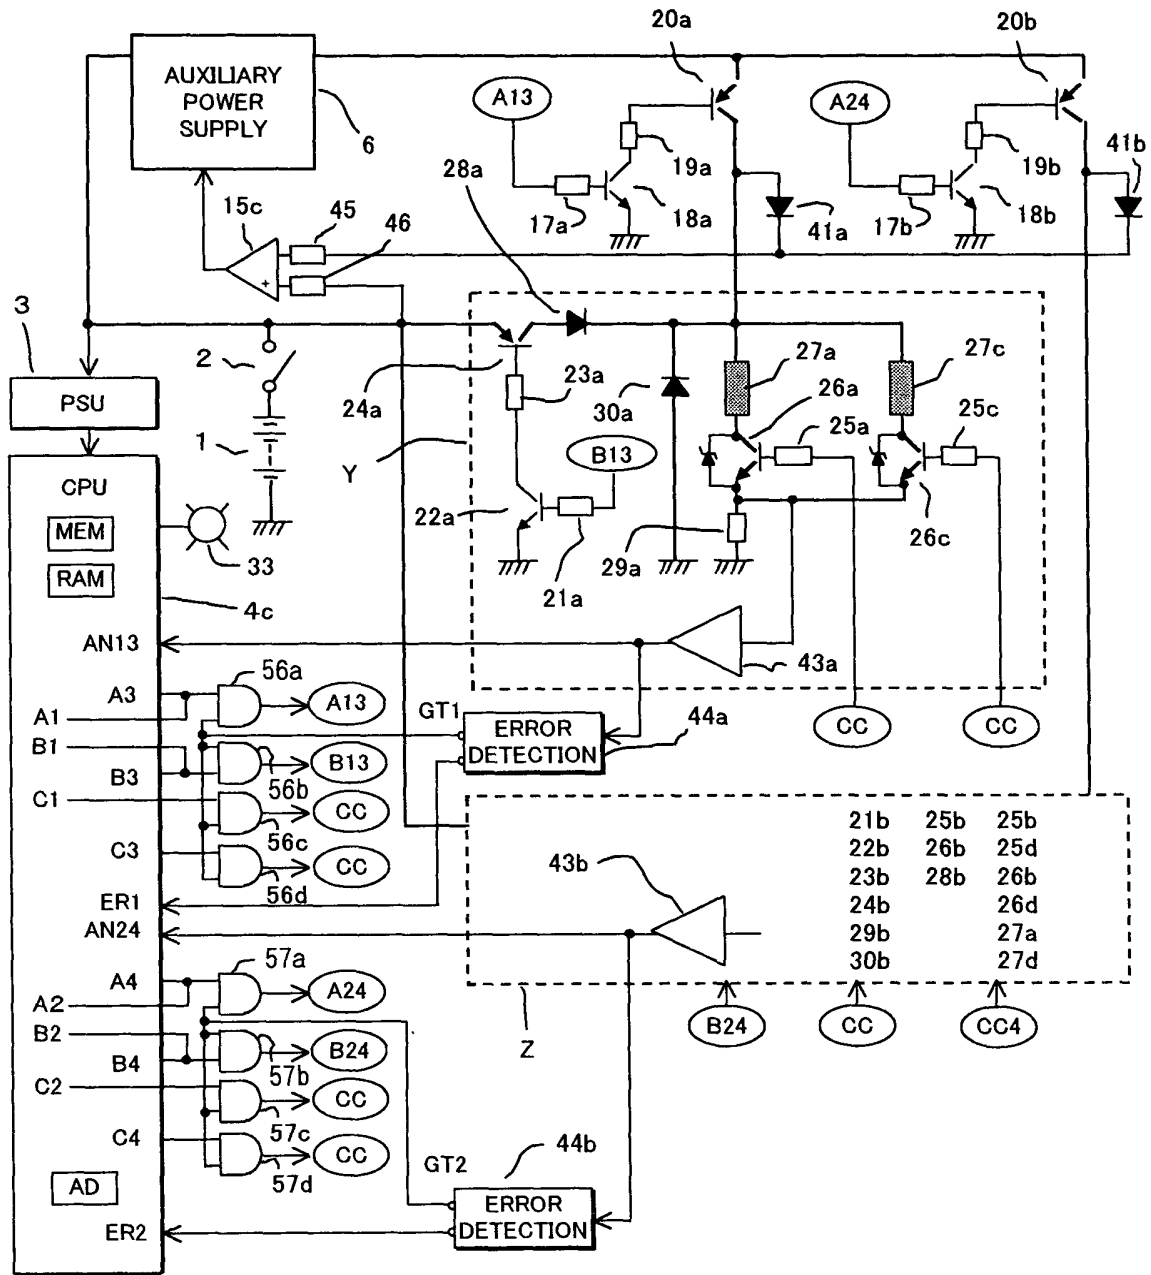 20a
20b
AUXILIARY
POWER
SUPPLY
6
A13
A24
19a
19b
41b
28a
17a
18a
41a
17b
18b
15c
45
46
+
3
2
PSU
1
24a
23a
30a
27a
27c
26a
25a
25c
Y
B13
CPU
MEM
RAM
33
22a
21a
29a
26c
4c
AN13
43a
56a
A3
A13
A1
GT1
ERROR
DETECTION
44a
CC
CC
B1
B3
B13
56b
C1
CC
56c
C3
CC
56d
ER1
AN24
43b
21b 25b 25b
22b 26b 25d
23b 28b 26b
24b 26d
29b 27a
30b 27d
57a
A4
A24
A2
B2
B4
B24
57b
Z
B24
CC
CC4
C2
CC
57c
C4
CC
57d
44b
GT2
AD
ERROR
DETECTION
ER2